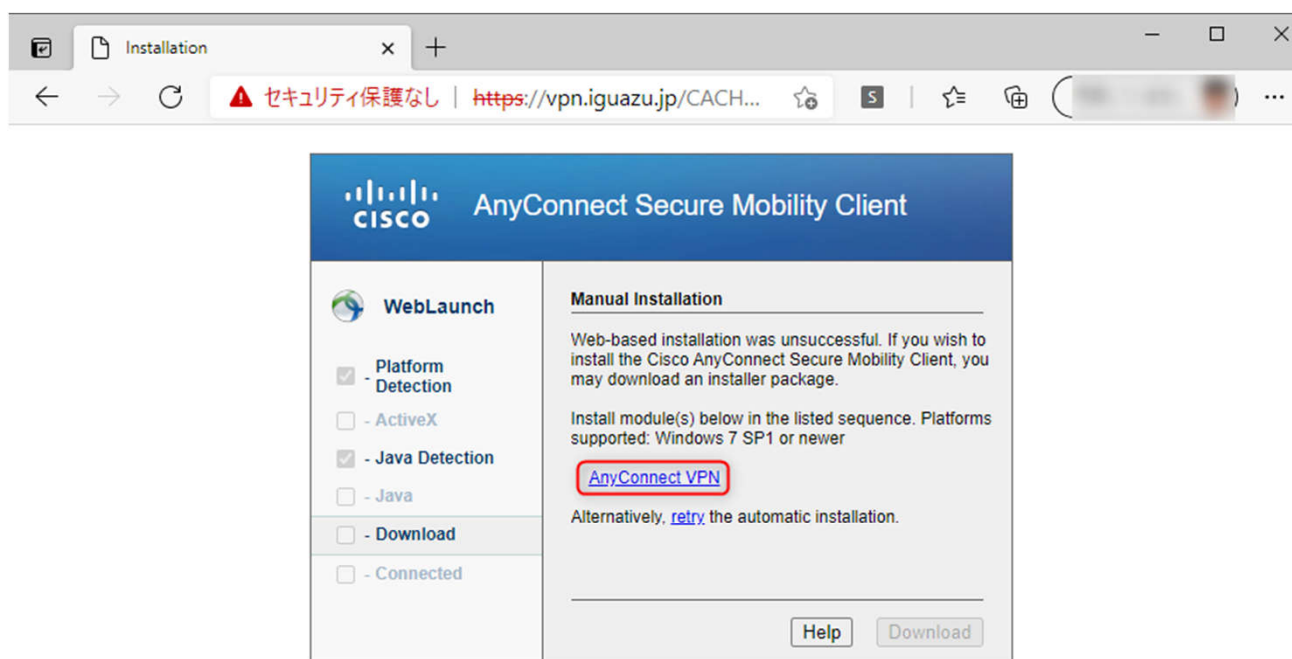 Installation
セキュリティ保護なし | https://vpn.iguazu.jp/CACH...
S
CISCO
AnyConnect Secure Mobility Client
WebLaunch
- Platform
Detection
- ActiveX
- Java Detection
- Java
- Download
- Connected
Manual Installation
Web-based installation was unsuccessful. If you wish to
install the Cisco AnyConnect Secure Mobility Client, you
may download an installer package.
Install module(s) below in the listed sequence. Platforms
supported: Windows 7 SP1 or newer
AnyConnect VPN
Alternatively, retry the automatic installation.
Help
Download